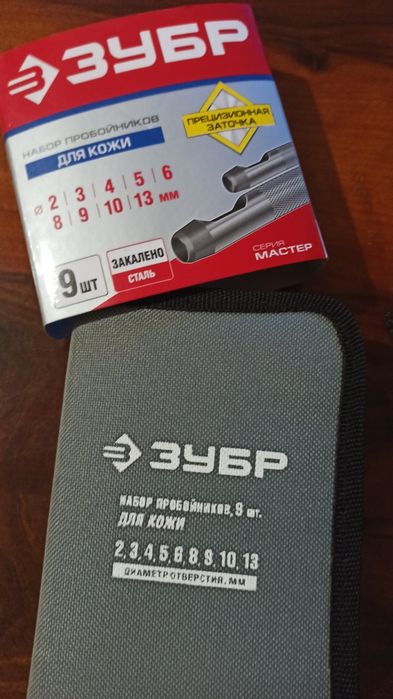 ЗУБР
НАБОР ПРОБОЙНИКОВ
ДЛЯ КОЖИ
ПРЕЦИЗИОННАЯ
ЗАТОЧКА
⌀ 2 | 3 | 4 | 5 | 6
8 | 9 | 10 | 13 мм
9 шт
ЗАКАЛЕНО
СТАЛЬ
СЕРИЯ
МАСТЕР
ЗУБР
НАБОР ПРОБОЙНИКОВ, 9 шт.
ДЛЯ КОЖИ
2, 3, 4, 5, 6, 8, 9, 10, 13
ДИАМЕТР ОТВЕРСТИЯ, ММ